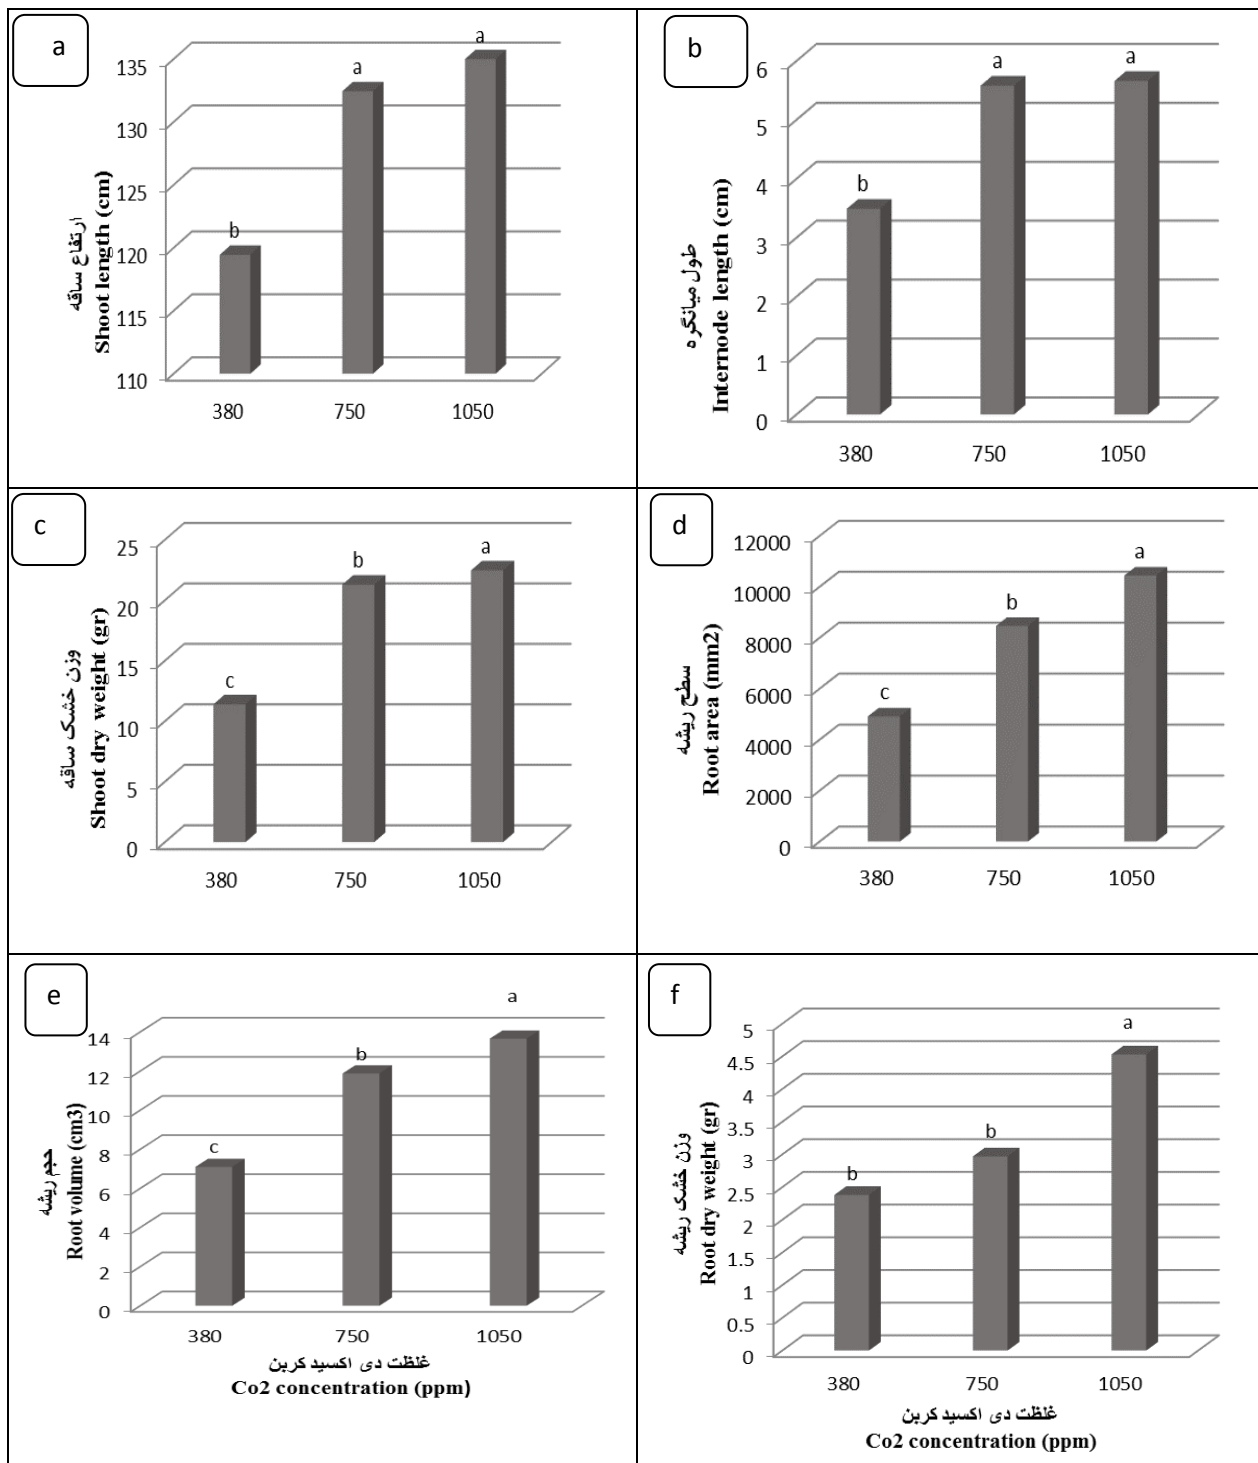 a
a
a
b
135
130
125
120
115
110
ارتفاع ساقه
Shoot length (cm)
380 750 1050
b
a
a
b
6
5
4
3
2
1
0
طول میانگره
Internode length (cm)
380 750 1050
c
a
b
c
25
20
15
10
5
0
وزن خشک ساقه
Shoot dry weight (gr)
380 750 1050
d
a
b
c
12000
10000
8000
6000
4000
2000
0
سطح ریشه
Root area (mm2)
380 750 1050
e
a
b
c
14
12
10
8
6
4
2
0
حجم ریشه
Root volume (cm3)
380 750 1050
غلظت دی اکسید کربن
Co2 concentration (ppm)
f
a
b
b
5
4.5
4
3.5
3
2.5
2
1.5
1
0.5
0
وزن خشک ریشه
Root dry weight (gr)
380 750 1050
غلظت دی اکسید کربن
Co2 concentration (ppm)